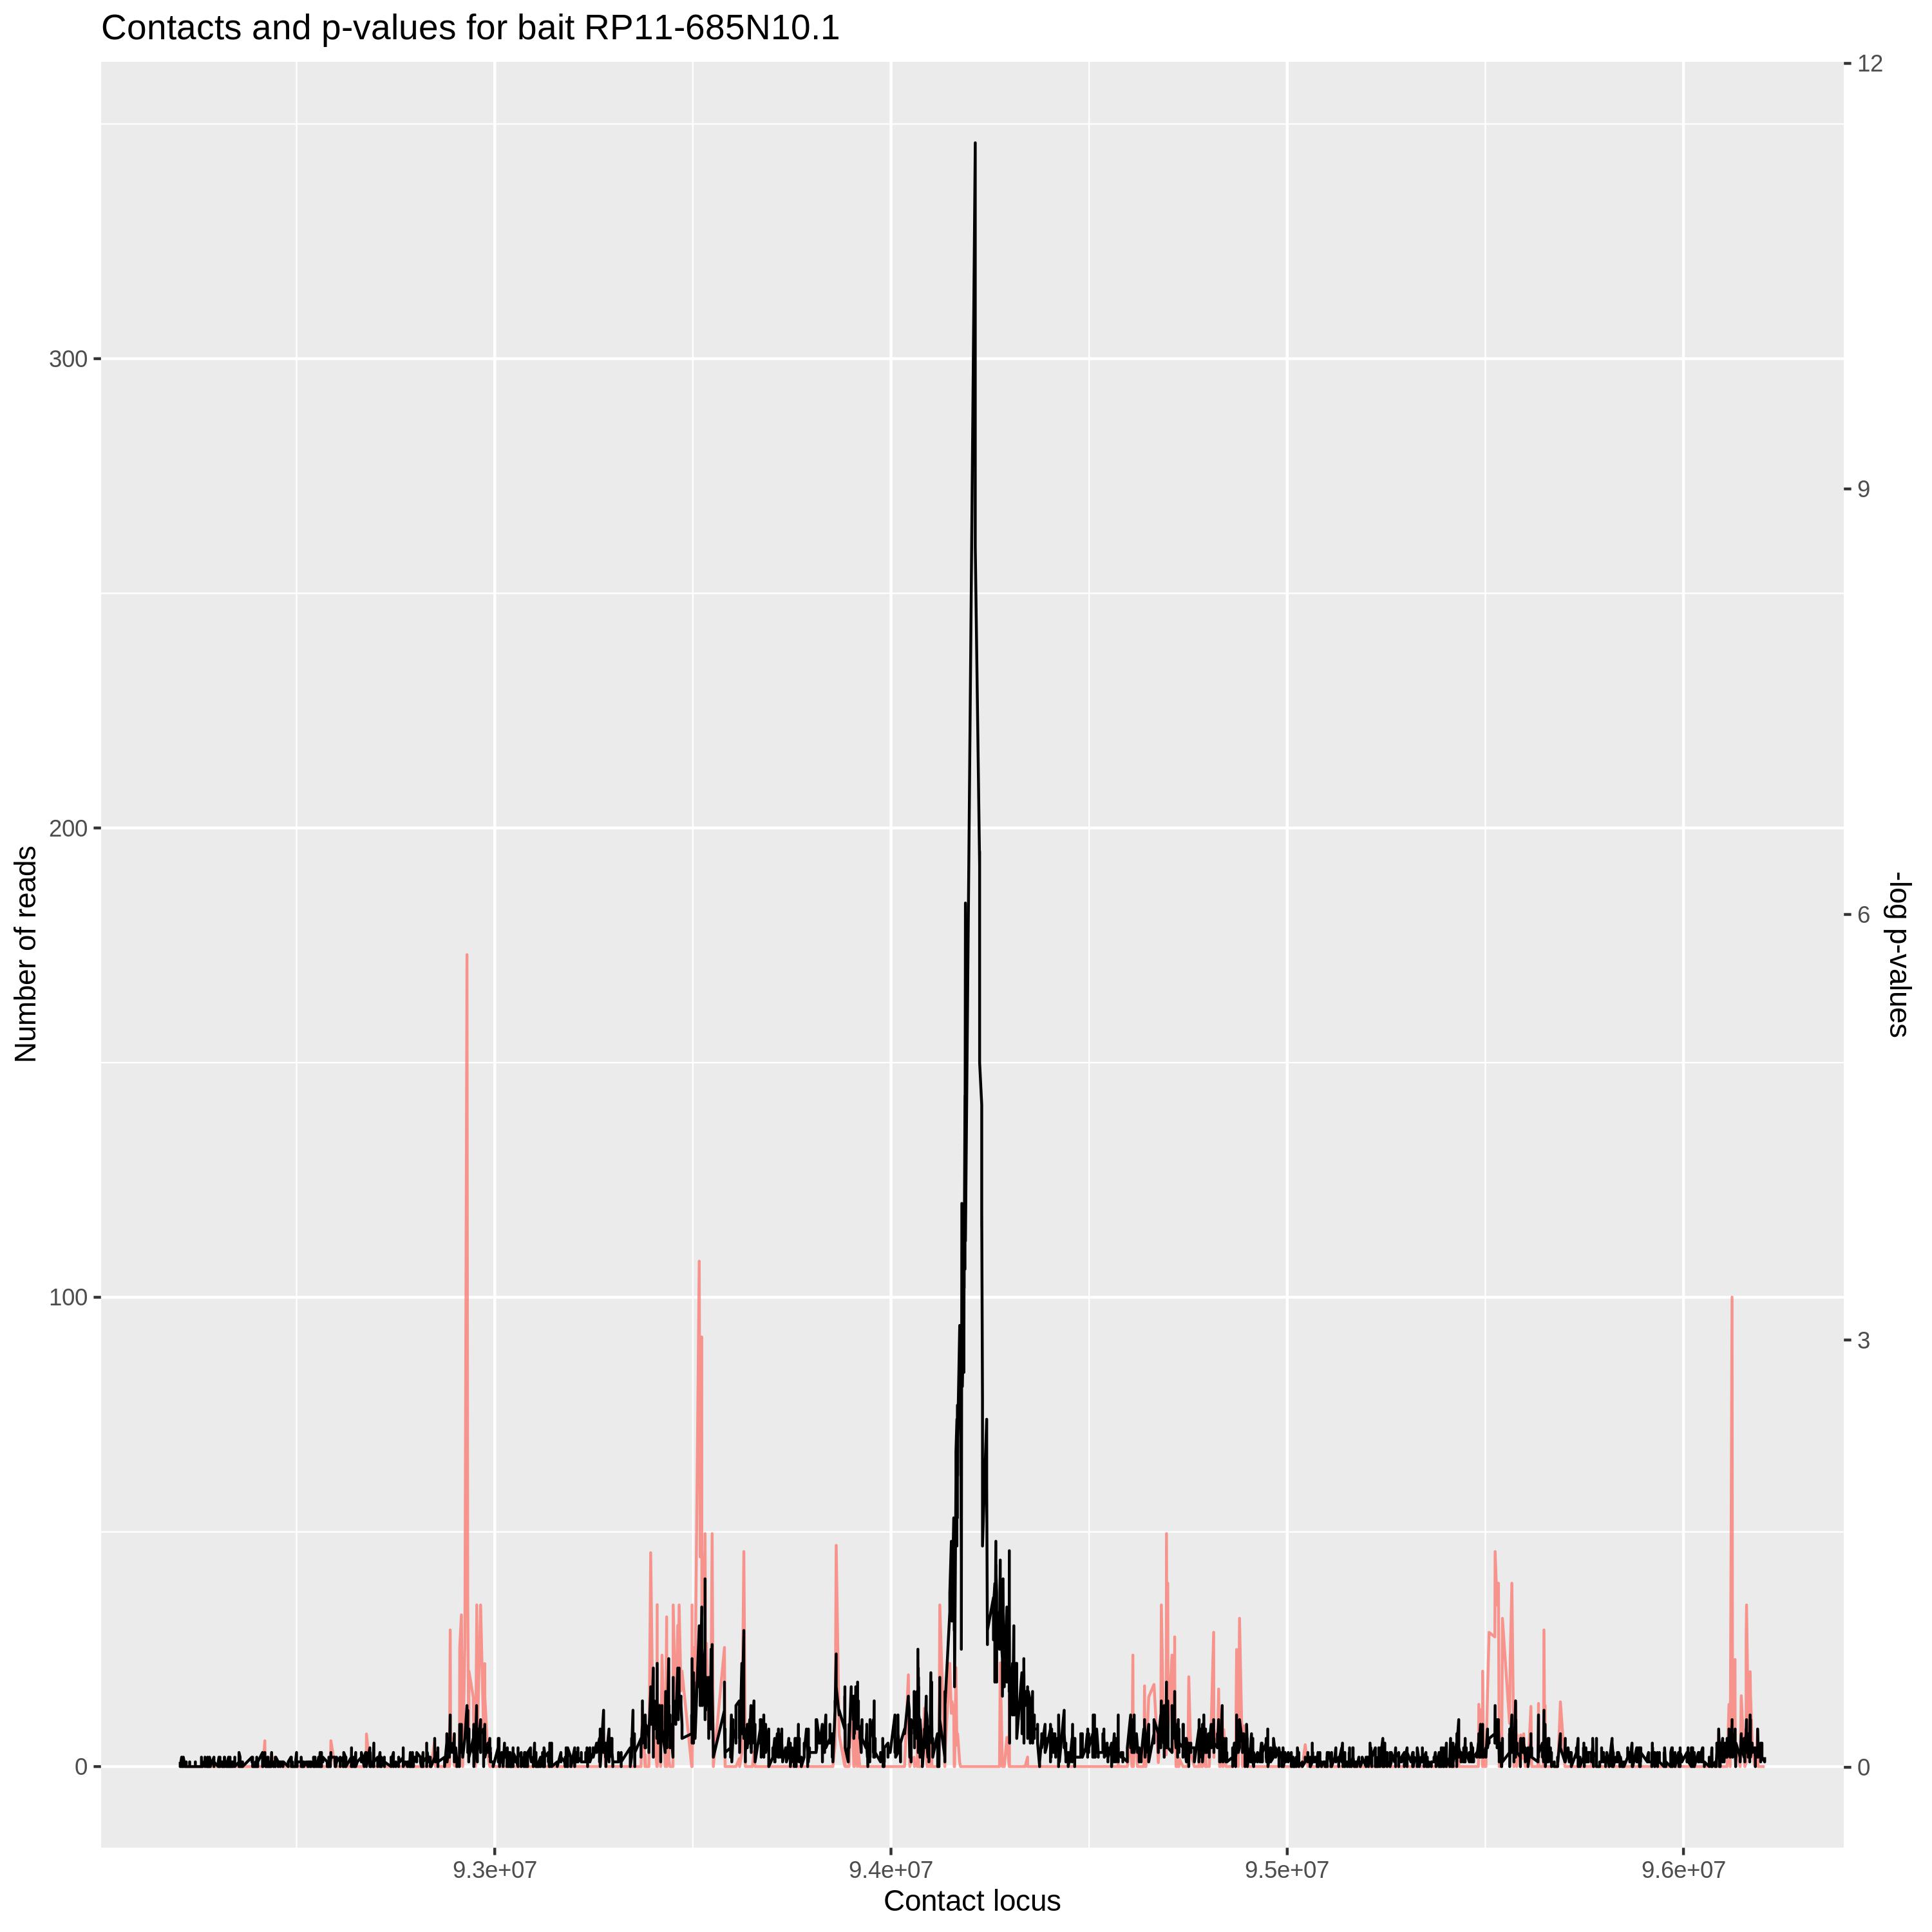 Contacts and p-values for bait RP11-685N10.1
12
300
9
200
6
Number of reads
-log p-values
100
3
0
0
9.3e+07
9.4e+07
9.5e+07
9.6e+07
Contact locus